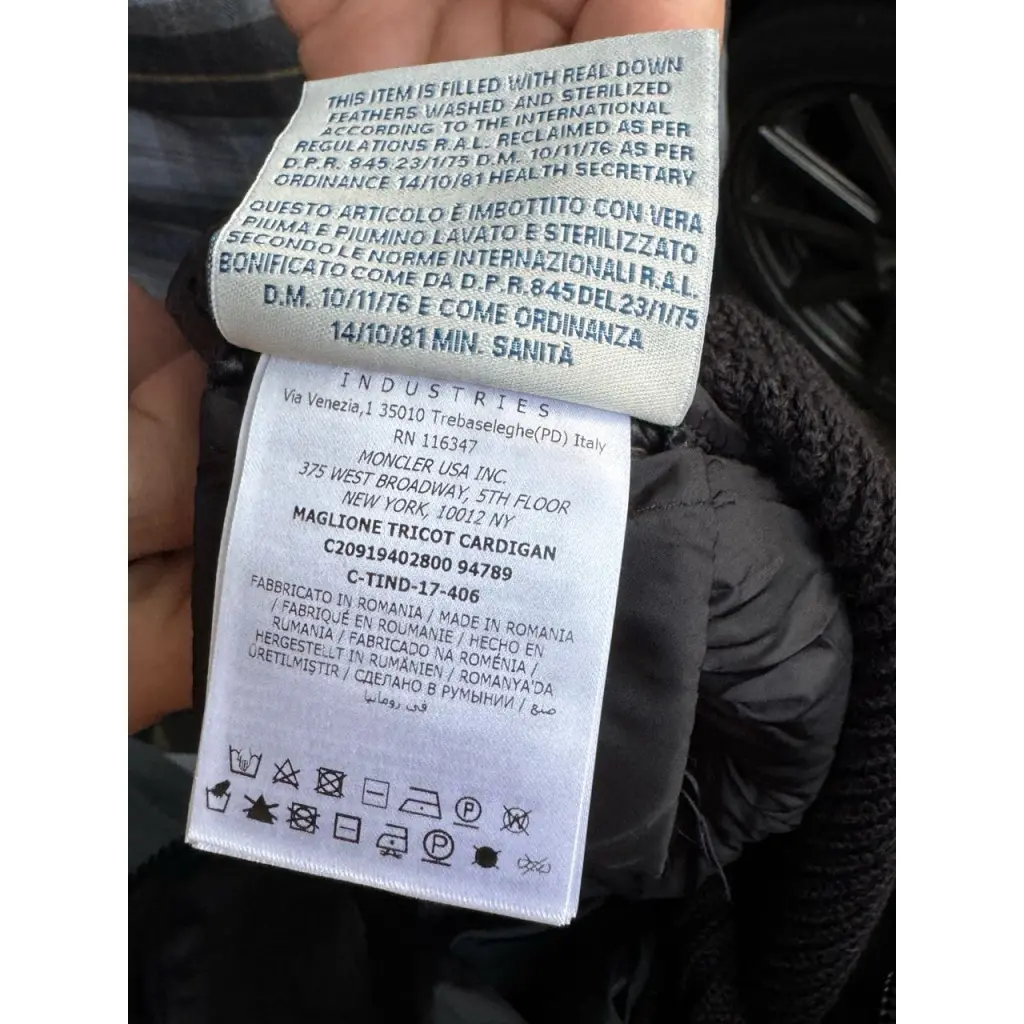 THIS ITEM IS FILLED WITH REAL DOWN
FEATHERS WASHED AND STERILIZED
ACCORDING TO THE INTERNATIONAL
REGULATIONS R.A.L. RECLAIMED AS PER
D.P.R. 845 23/1/75 D.M. 10/11/76 AS PER
ORDINANCE 14/10/81 HEALTH SECRETARY
QUESTO ARTICOLO È IMBOTTITO CON VERA
PIUMA E PIUMINO LAVATO E STERILIZZATO
SECONDO LE NORME INTERNAZIONALI R.A.L.
BONIFICATO COME DA D.P.R. 845 DEL 23/1/75
D.M. 10/11/76 E COME ORDINANZA
14/10/81 MIN. SANITÀ
INDUSTRIES
Via Venezia,1 35010 Trebaseleghe(PD) Italy
RN 116347
MONCLER USA INC.
375 WEST BROADWAY, 5TH FLOOR
NEW YORK, 10012 NY
MAGLIONE TRICOT CARDIGAN
C20919402800 94789
C-TIND-17-406
FABBRICATO IN ROMANIA / MADE IN ROMANIA
/ FABRIQUÉ EN ROUMANIE / HECHO EN
RUMANIA / FABRICADO NA ROMÉNIA /
HERGESTELLT IN RUMÄNIEN / ROMANYA'DA
ÜRETILMIŞTIR / СДЕЛАНО В РУМЫНИИ / صنع
في رومانيا
P W
P